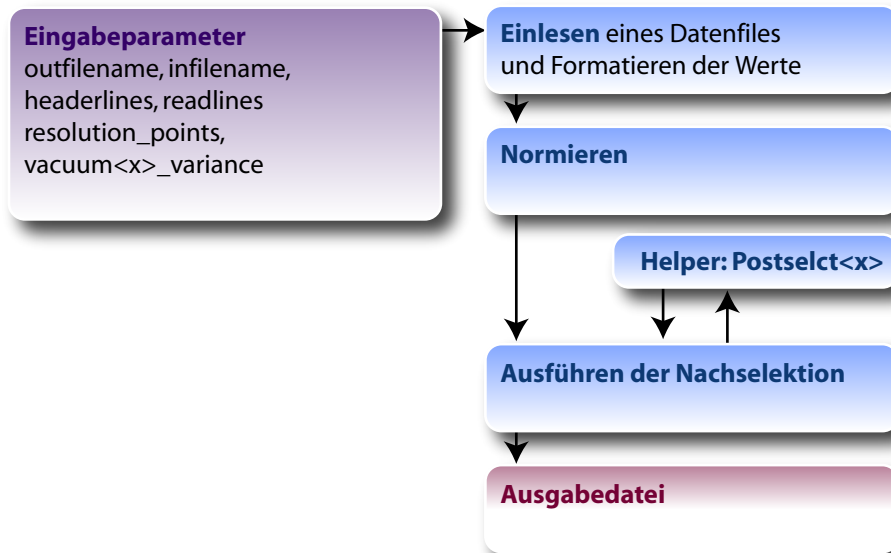 Eingabeparameter
outfilename, infilename,
headerlines, readlines
resolution_points,
vacuum<x>_variance
Einlesen eines Datenfiles
und Formatieren der Werte
Normieren
Helper: Postselct<x>
Ausführen der Nachselektion
Ausgabedatei